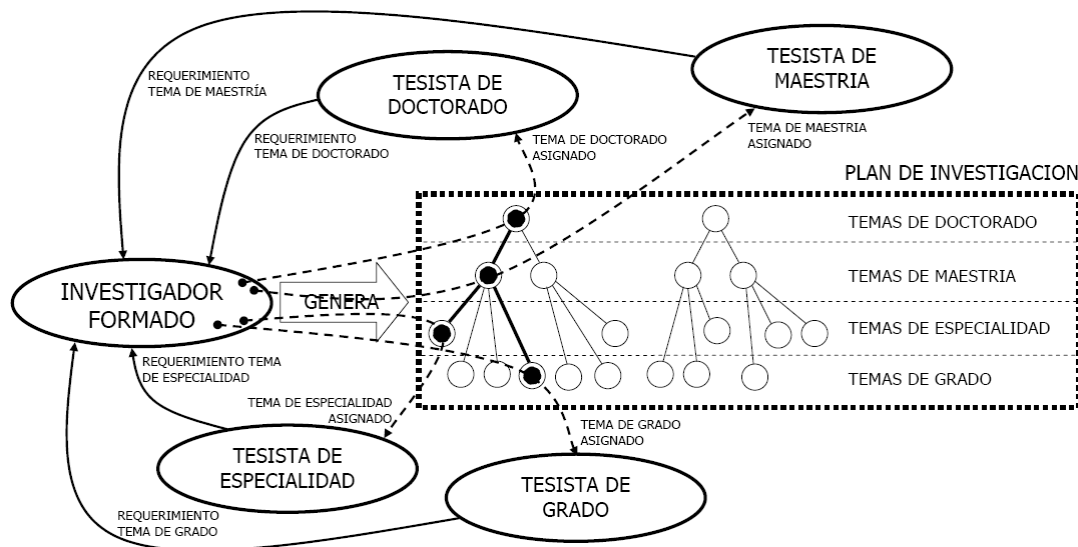 TESISTA DE
MAESTRIA
REQUERIMIENTO
TEMA DE MAESTRÍA
TESISTA DE
DOCTORADO
REQUERIMIENTO
TEMA DE DOCTORADO
TEMA DE DOCTORADO
ASIGNADO
TEMA DE MAESTRIA
ASIGNADO
PLAN DE INVESTIGACION
TEMAS DE DOCTORADO
TEMAS DE MAESTRIA
TEMAS DE ESPECIALIDAD
TEMAS DE GRADO
INVESTIGADOR
FORMADO
GENERA
REQUERIMIENTO TEMA
DE ESPECIALIDAD
TEMA DE ESPECIALIDAD
ASIGNADO
TEMA DE GRADO
ASIGNADO
TESISTA DE
ESPECIALIDAD
TESISTA DE
GRADO
REQUERIMIENTO
TEMA DE GRADO